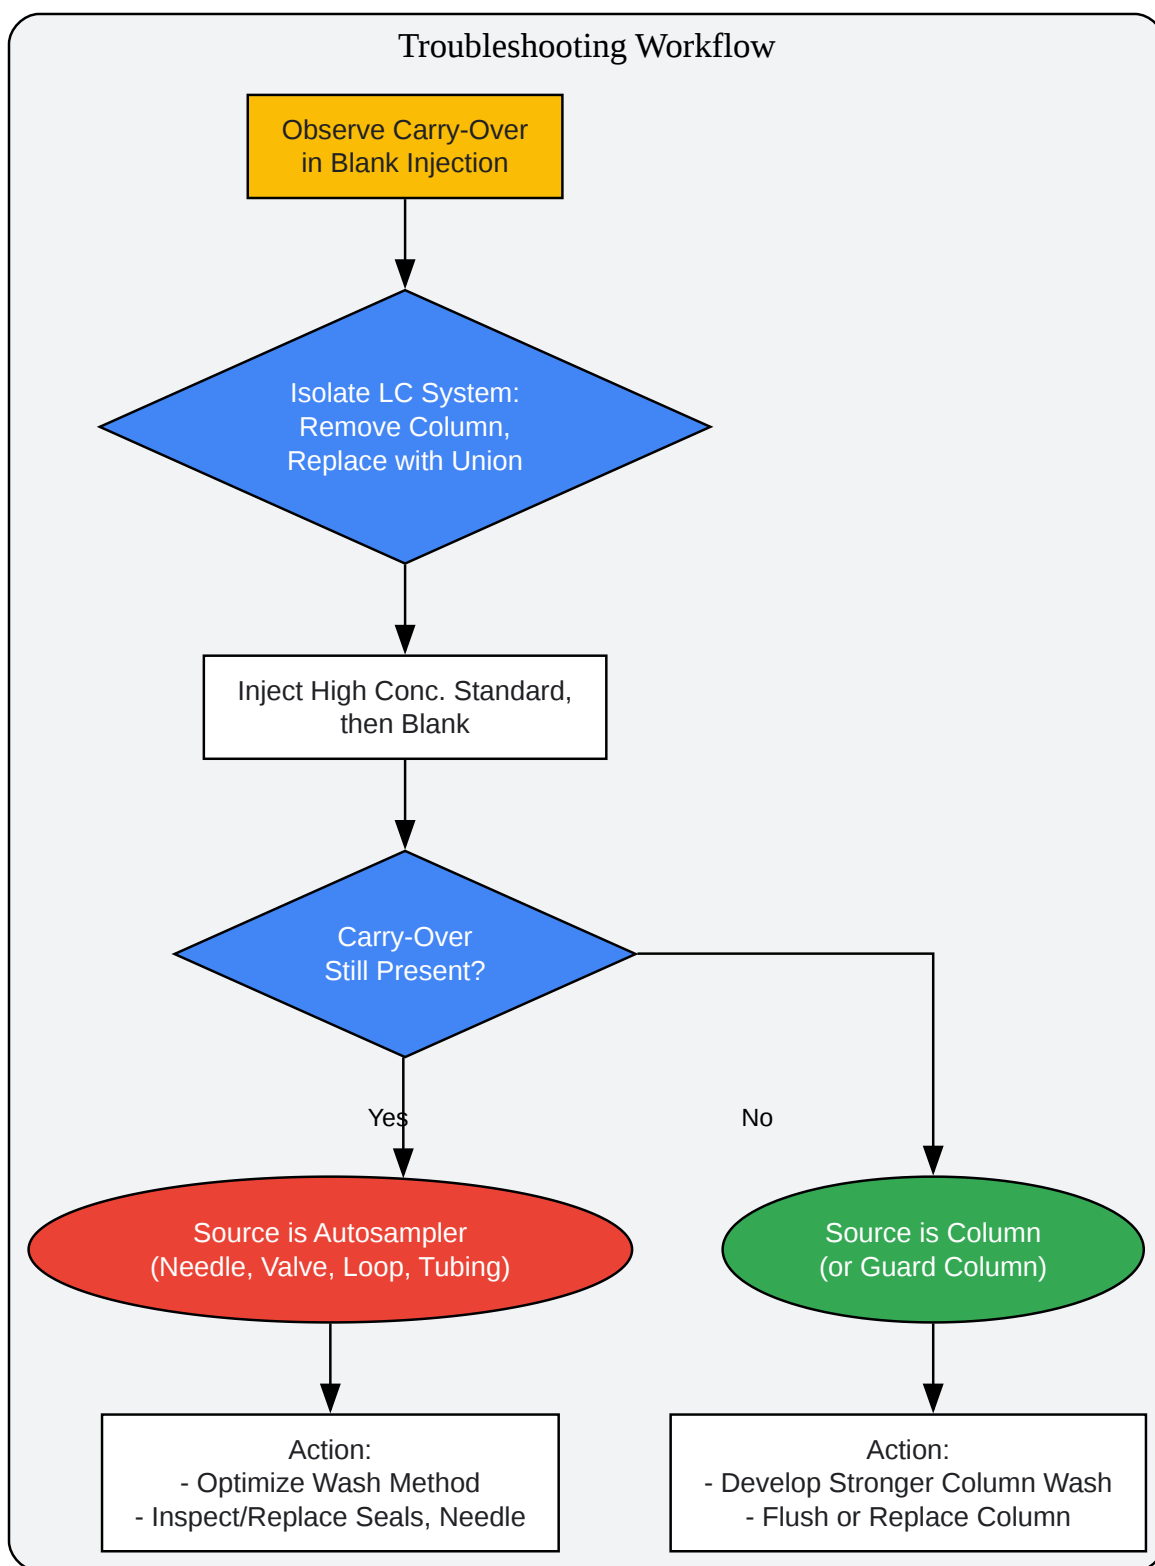 Troubleshooting Workflow
Observe Carry-Over
in Blank Injection
Isolate LC System:
Remove Column,
Replace with Union
Inject High Conc. Standard,
then Blank
Carry-Over
Still Present?
Yes
No
Source is Autosampler
(Needle, Valve, Loop, Tubing)
Source is Column
(or Guard Column)
Action:
- Optimize Wash Method
- Inspect/Replace Seals, Needle
Action:
- Develop Stronger Column Wash
- Flush or Replace Column